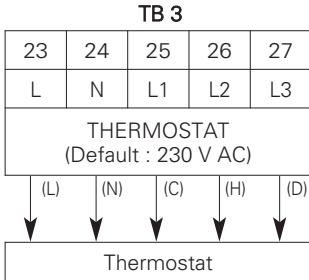 TB 3
23 24 25 26 27
L N L1 L2 L3
THERMOSTAT
(Default : 230 V AC)
(L) (N) (C) (H) (D)
Thermostat